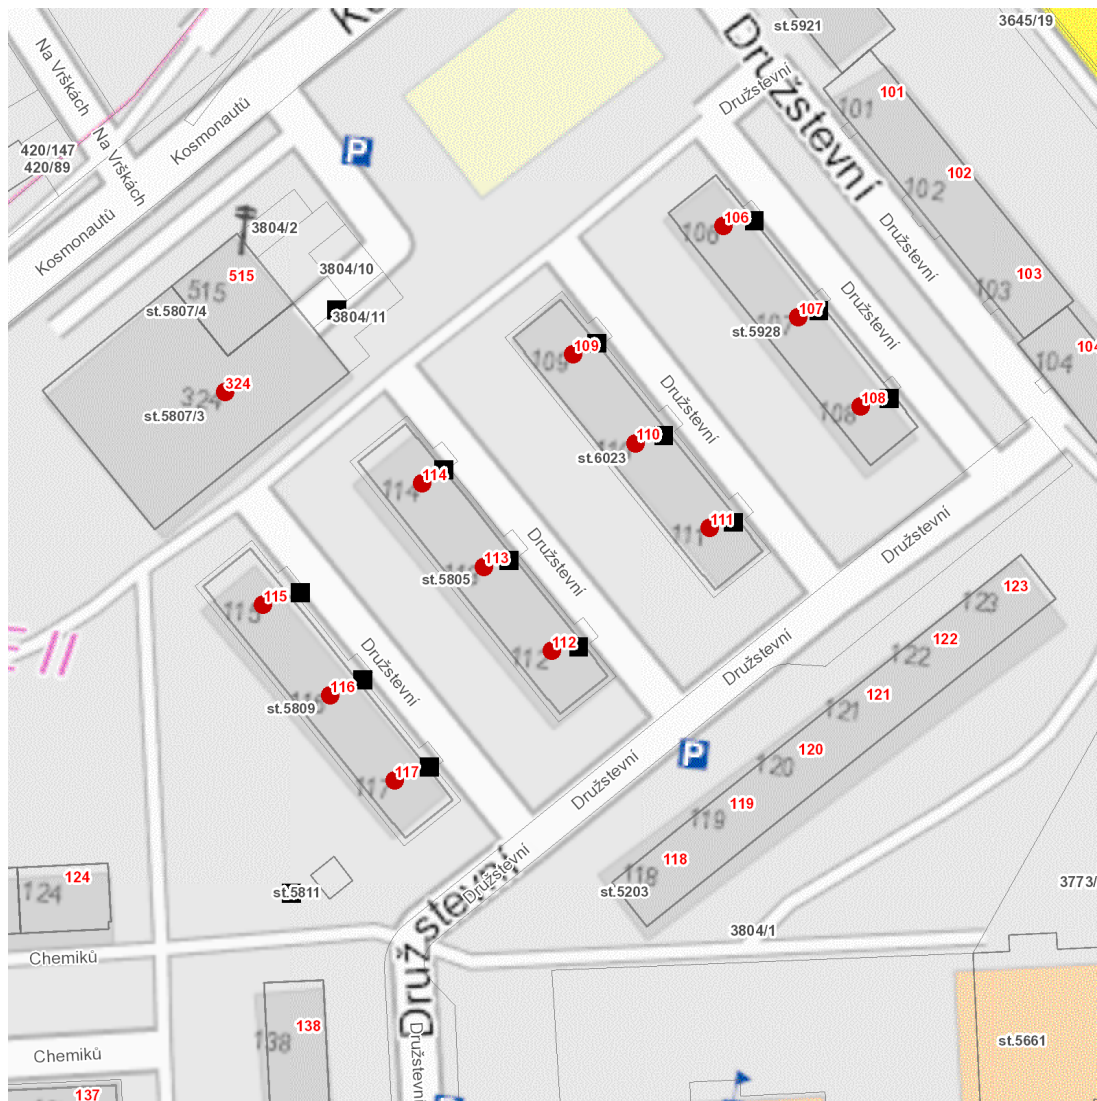 st.5921
3645/19
Na Vrškách
Družstevní
Družstevní
101
101
Kosmonautů
Na Vrškách
420/147
420/89
102
102
Kosmonautů
3804/2
106
106
Družstevní
515
515
3804/10
103
103
st.5807/4
3804/11
107
st.5928
Družstevní
109
109
104
104
324
324
st.5807/3
Družstevní
108
108
110
st.6023
114
114
111
111
Družstevní
113
st.5805
Družstevní
115
115
123
123
112
112
122
122
Družstevní
Družstevní
116
st.5809
121
121
120
120
117
117
Družstevní
119
119
118
118
124
124
st.5811
Družstevní
Družstevní
st.5203
3773/
3804/1
Chemiků
138
138
st.5661
Chemiků
Družstevní
137